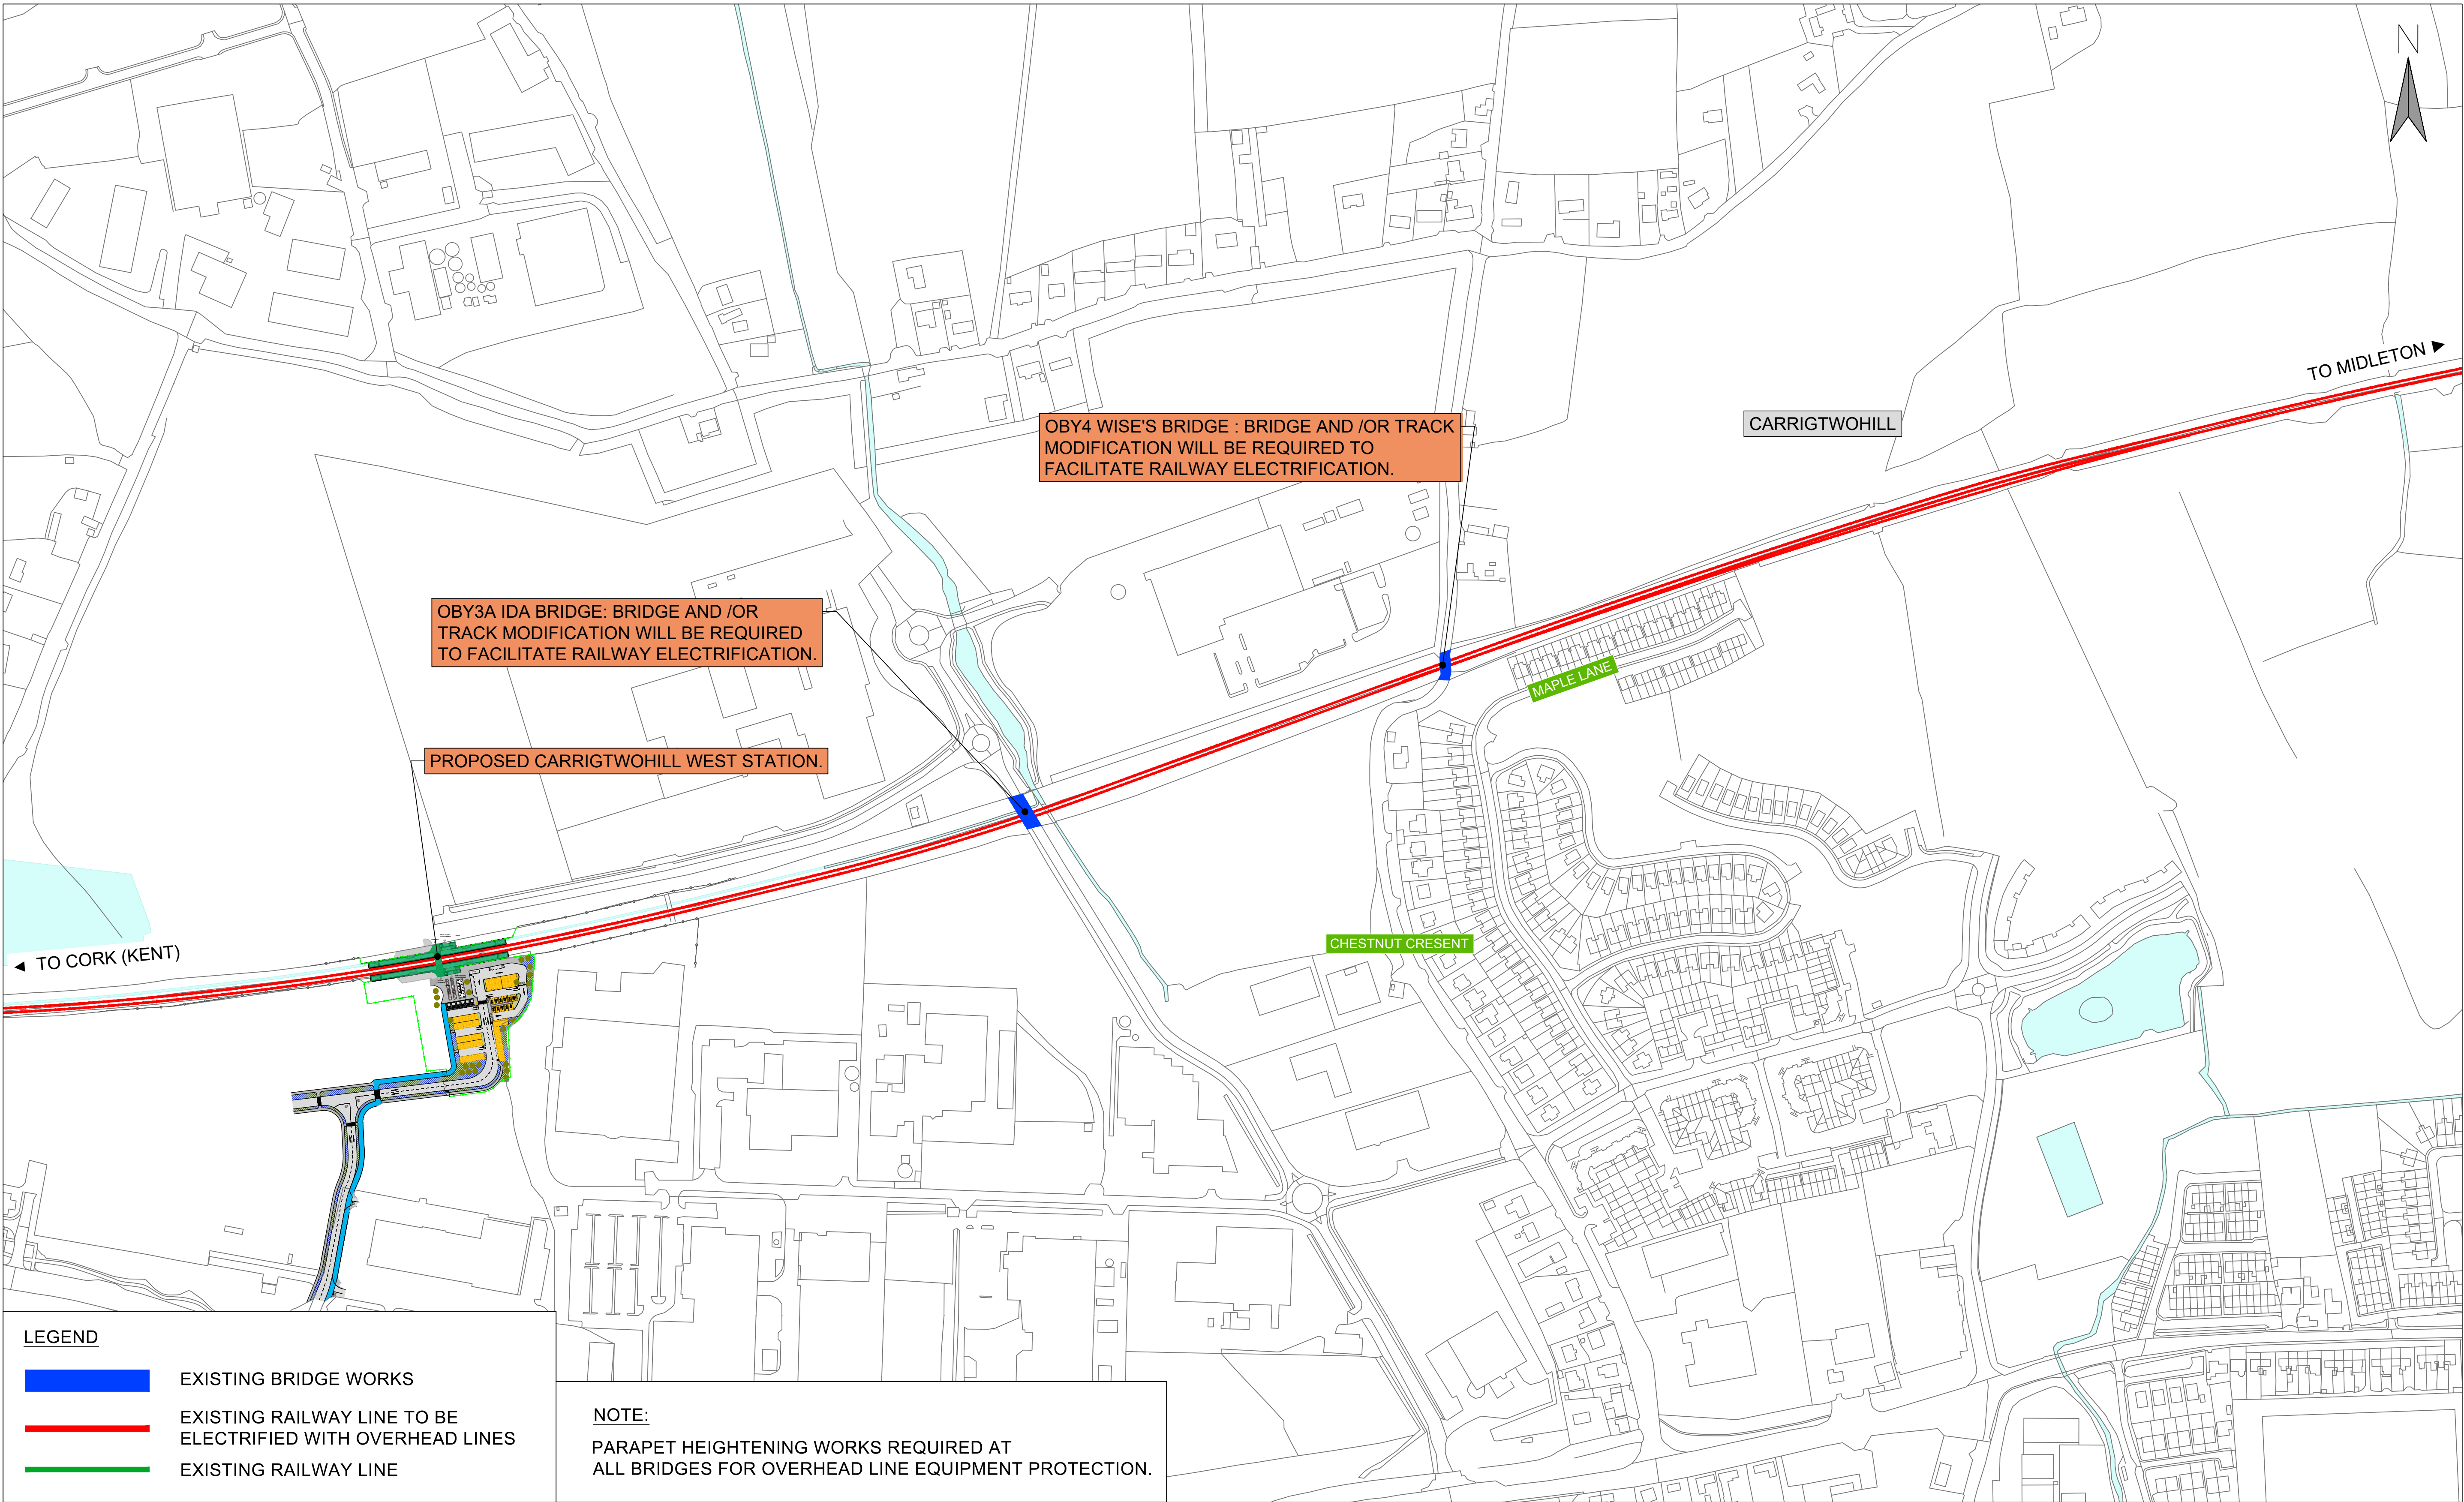 N
TO MIDLETON ►
OBY4 WISE'S BRIDGE : BRIDGE AND /OR TRACK
MODIFICATION WILL BE REQUIRED TO
FACILITATE RAILWAY ELECTRIFICATION.
CARRIGTWOHILL
OBY3A IDA BRIDGE: BRIDGE AND /OR
TRACK MODIFICATION WILL BE REQUIRED
TO FACILITATE RAILWAY ELECTRIFICATION.
MAPLE LANE
PROPOSED CARRIGTWOHILL WEST STATION.
CHESTNUT CRESENT
◄ TO CORK (KENT)
LEGEND
EXISTING BRIDGE WORKS
EXISTING RAILWAY LINE TO BE
ELECTRIFIED WITH OVERHEAD LINES
EXISTING RAILWAY LINE
NOTE:
PARAPET HEIGHTENING WORKS REQUIRED AT
ALL BRIDGES FOR OVERHEAD LINE EQUIPMENT PROTECTION.